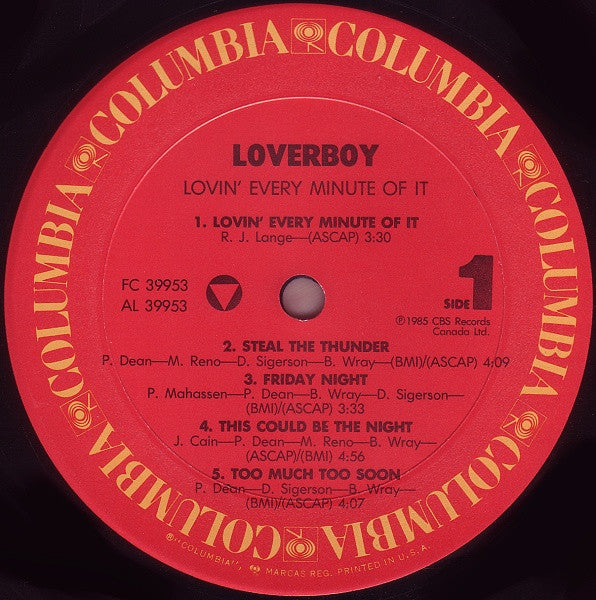 COLUMBIA COLUMBIA COLUMBIA COLUMBIA COLUMBIA COLUMBIA
LOVERBOY
LOVIN' EVERY MINUTE OF IT
1. LOVIN' EVERY MINUTE OF IT
R. J. Lange—(ASCAP) 3:30
FC 39953
AL 39953
SIDE 1
℗1985 CBS Records
Canada Ltd.
2. STEAL THE THUNDER
P. Dean—M. Reno—D. Sigerson—B. Wray—(BMI)/(ASCAP) 4:09
3. FRIDAY NIGHT
P. Mahassen—P. Dean—B. Wray—D. Sigerson—
(BMI)/(ASCAP) 3:33
4. THIS COULD BE THE NIGHT
J. Cain—P. Dean—M. Reno—B. Wray—
(ASCAP)/(BMI) 4:56
5. TOO MUCH TOO SOON
P. Dean—D. Sigerson—B. Wray—
(BMI)/(ASCAP) 4:07
®"COLUMBIA", MARCAS REG. PRINTED IN U.S.A.